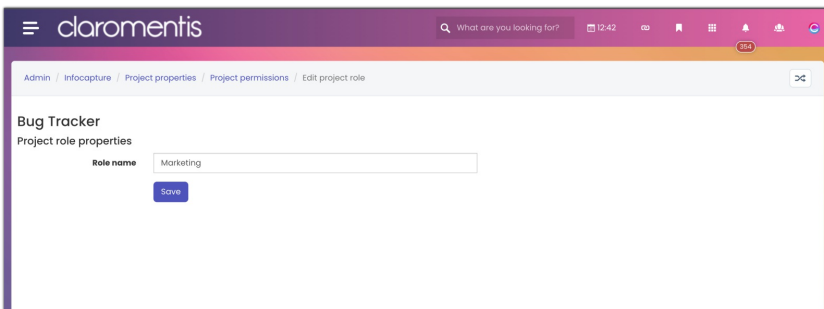 claromentis
What are you looking for?
12:42
354
Admin / Infocapture / Project properties / Project permissions / Edit project role
Bug Tracker
Project role properties
Role name Marketing
Save